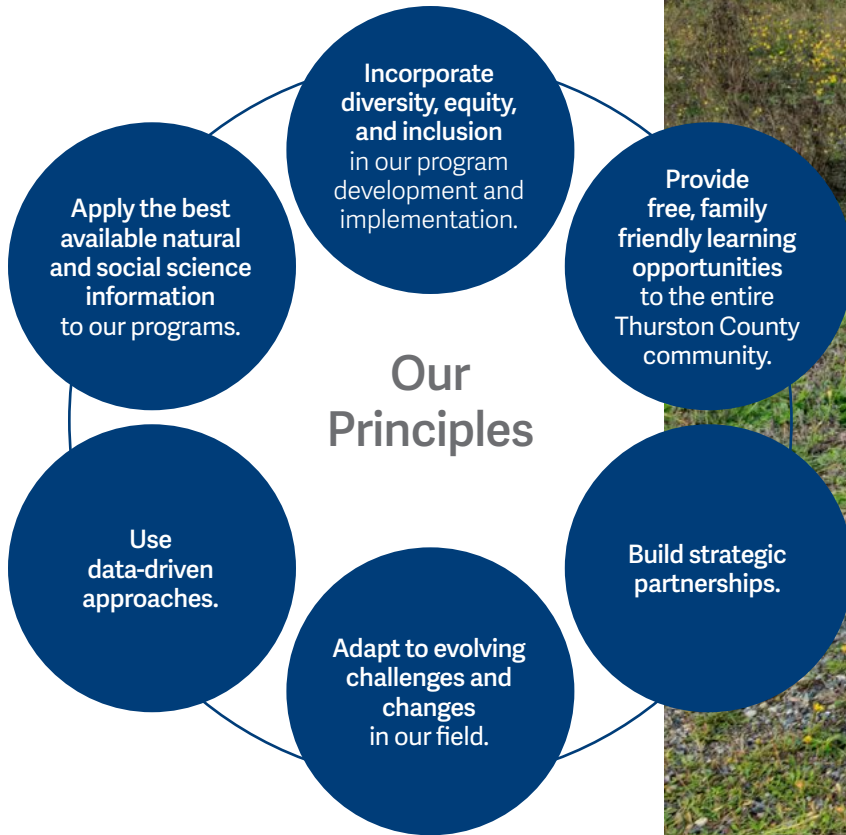 Incorporate
diversity, equity,
and inclusion
in our program
development and
implementation.
Provide
free, family
friendly learning
opportunities
to the entire
Thurston County
community.
Build strategic
partnerships.
Adapt to evolving
challenges and
changes
in our field.
Use
data-driven
approaches.
Apply the best
available natural
and social science
information
to our programs.
Our
Principles